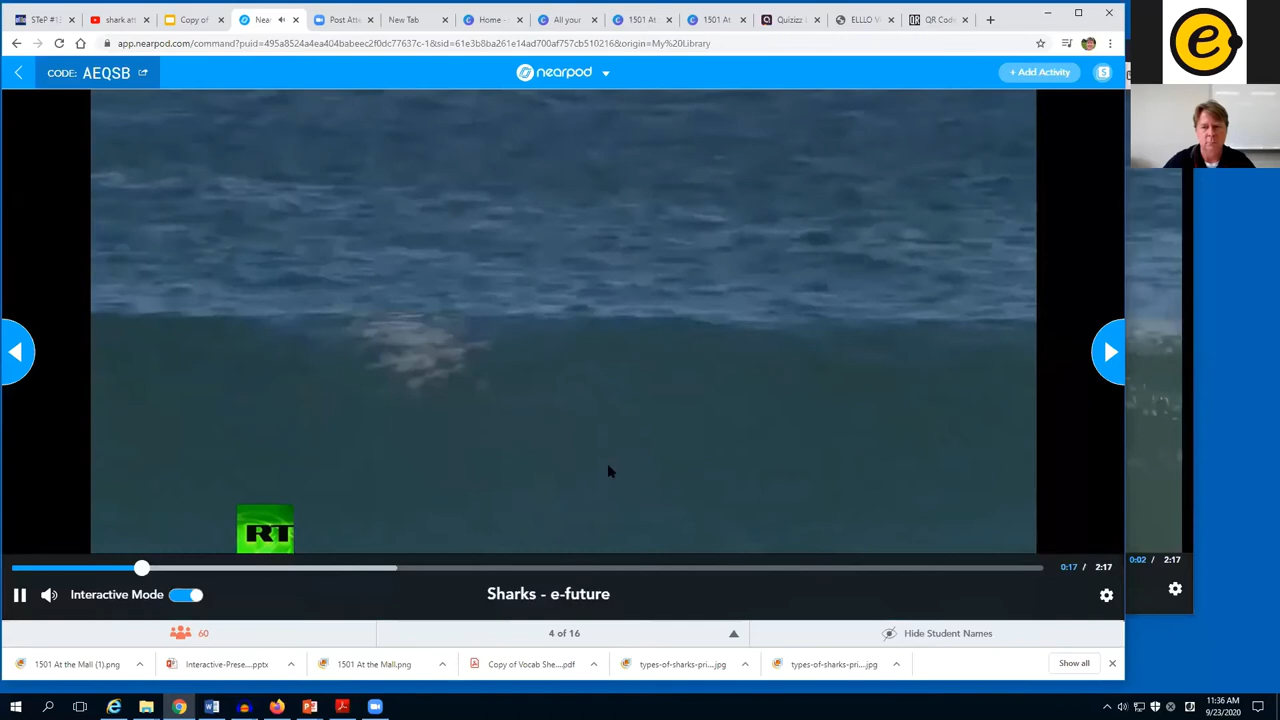 STeP #1
shark att
Copy of
Near
Post Atte
New Tab
Home -
All your
1501 At
1501 At
Quizizz
ELLLO V
QR Code
app.nearpod.com/command?puid=495a8524a4ea404babeec2f0dc77637c-1&sid=61e3b8ba261e14ad700af757cb510216&origin=My%20Library
CODE: AEQSB
nearpod
+ Add Activity
S
e
RT
0:17 / 2:17
0:02 / 2:17
Interactive Mode
Sharks - e-future
60
4 of 16
Hide Student Names
1501 At the Mall (1).png
Interactive-Prese....pptx
1501 At the Mall.png
Copy of Vocab She....pdf
types-of-sharks-pri....jpg
types-of-sharks-pri....jpg
Show all
11:36 AM
9/23/2020